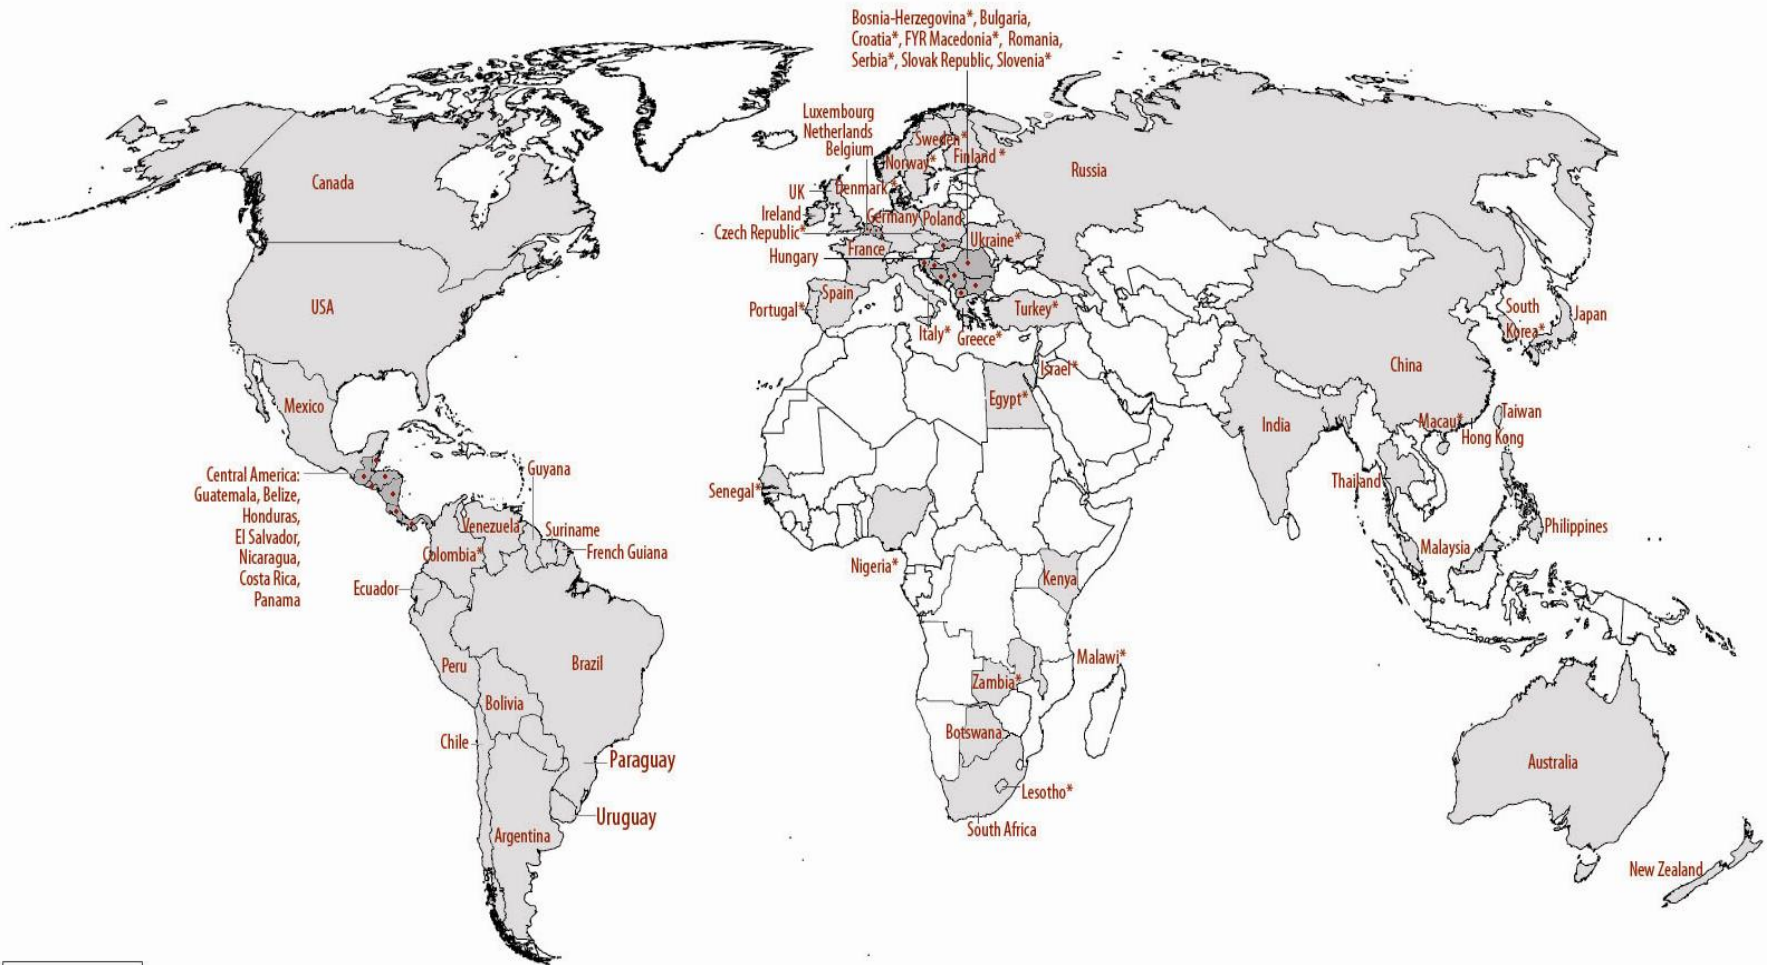 Bosnia-Herzegovina*, Bulgaria,
Croatia*, FYR Macedonia*, Romania,
Serbia*, Slovak Republic, Slovenia*
Luxembourg
Netherlands
Belgium
Sweden*
Norway*
Finland*
Russia
Canada
UK
Denmark*
Ireland
Germany
Poland
Czech Republic*
Ukraine*
France
Hungary
USA
Spain
Portugal*
Turkey*
Italy*
Greece*
South
Korea*
Japan
Israel*
China
Mexico
Egypt*
India
Macau*
Taiwan
Hong Kong
Central America:
Guatemala, Belize,
Honduras,
El Salvador,
Nicaragua,
Costa Rica,
Panama
Guyana
Venezuela
Suriname
French Guiana
Colombia*
Ecuador
Senegal*
Nigeria*
Kenya
Thailand
Malaysia
Philippines
Peru
Brazil
Bolivia
Chile
Paraguay
Uruguay
Argentina
Malawi*
Zambia*
Botswana
Lesotho*
South Africa
Australia
New Zealand